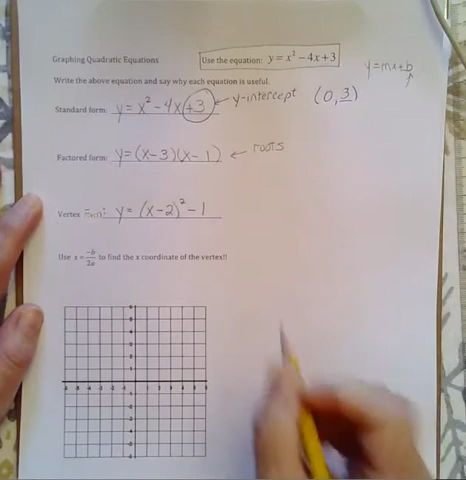 Graphing Quadratic Equations
Use the equation: y = x² − 4x + 3
y = mx + b
Write the above equation and say why each equation is useful.
Standard form: y = x² − 4x + 3 ← y-intercept (0, 3)
Factored form: y = (x − 3)(x − 1) ← roots
Vertex form: y = (x − 2)² − 1
Use x = −b/2a to find the x coordinate of the vertex!!